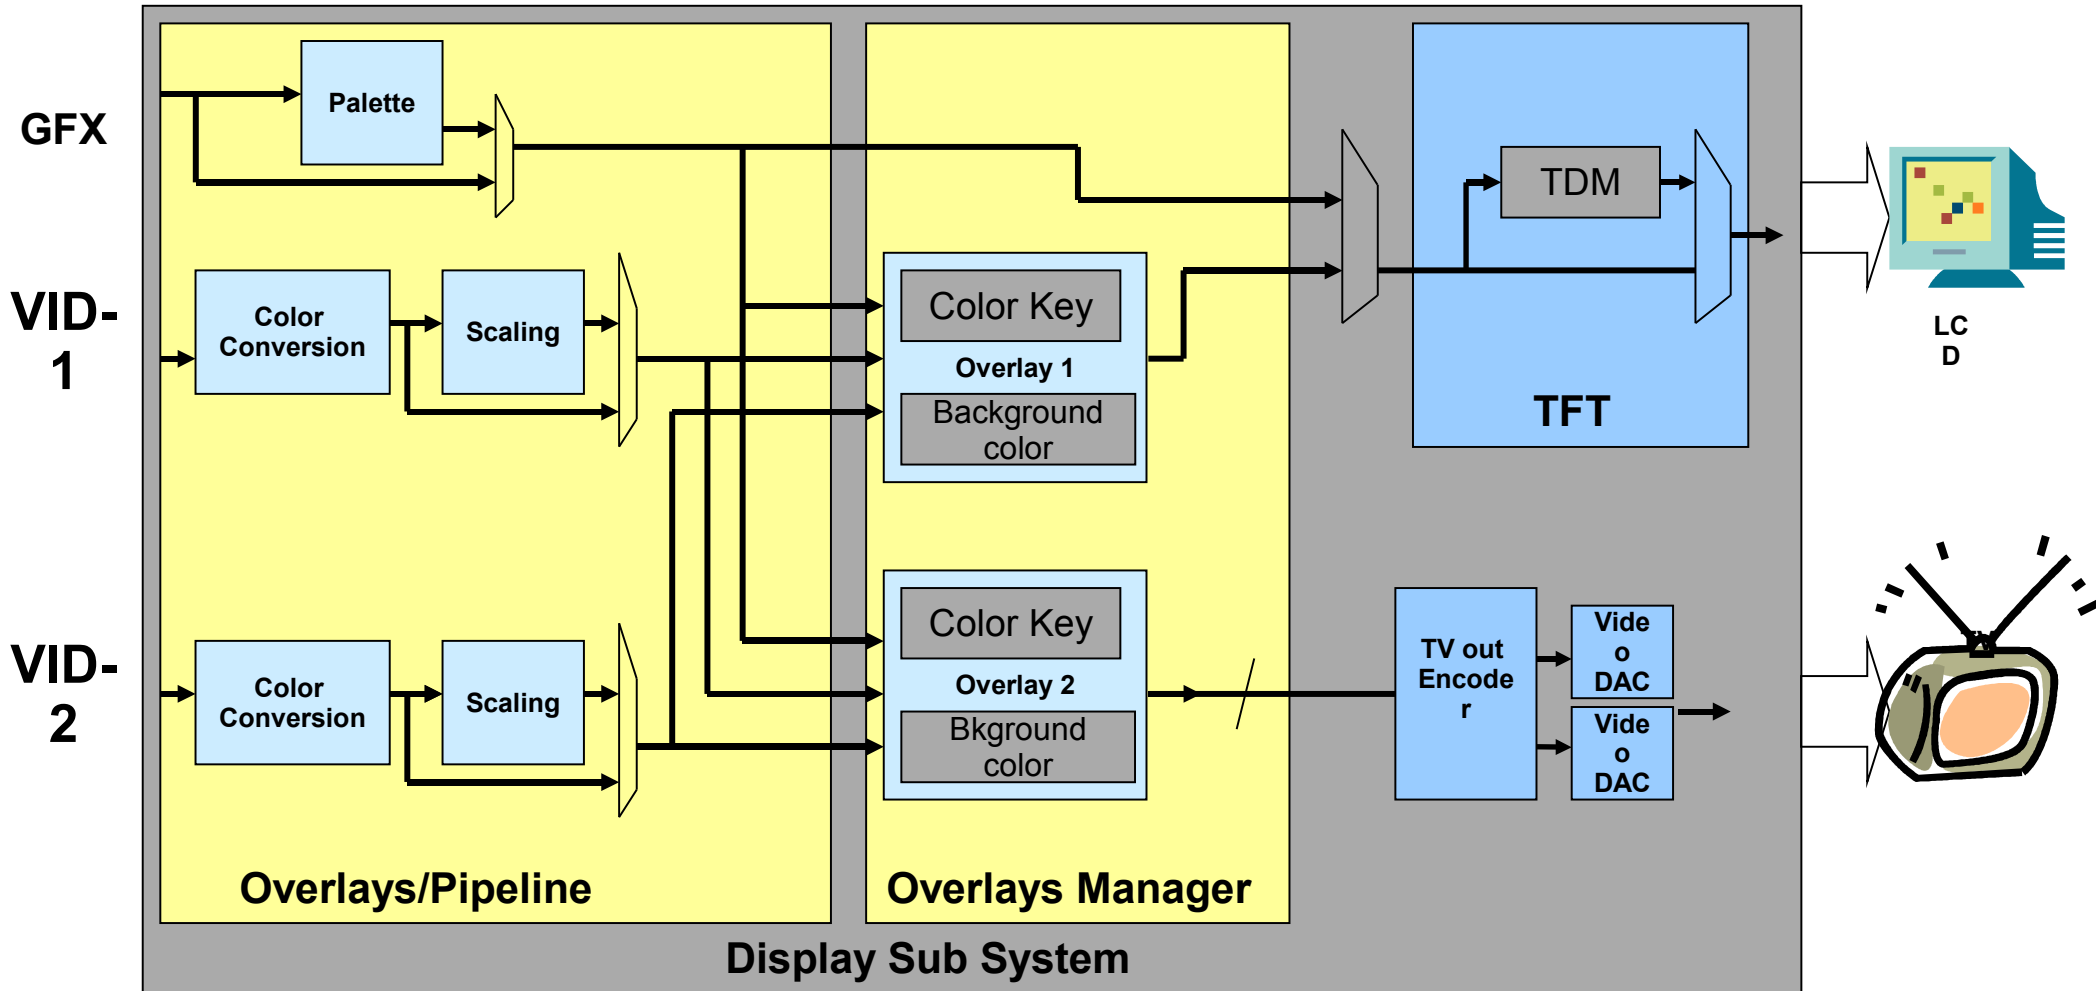 GFX
Palette
VID-
1
Color
Conversion
Scaling
VID-
2
Color
Conversion
Scaling
Overlays/Pipeline
Color Key
Overlay 1
Background
color
Color Key
Overlay 2
Bkground
color
Overlays Manager
TDM
TFT
TV out
Encode
r
Vide
o
DAC
Vide
o
DAC
LC
D
Display Sub System